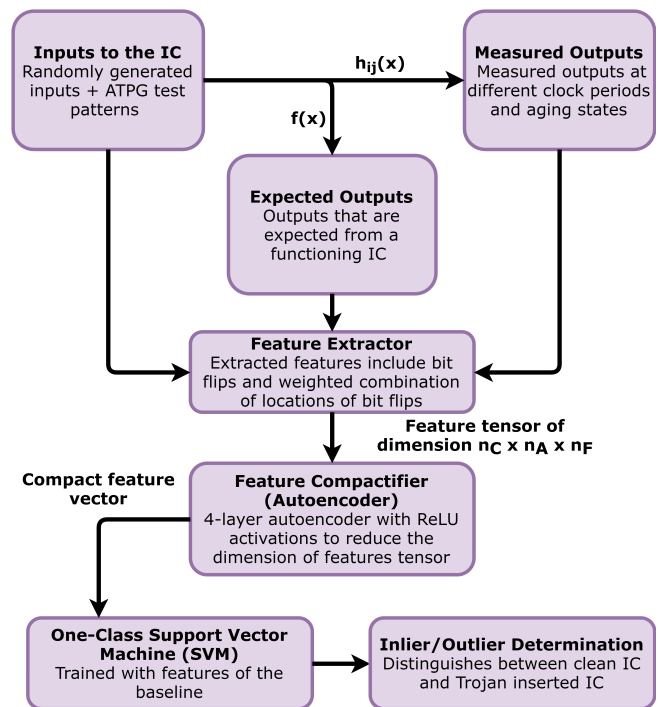 Inputs to the IC
Randomly generated
inputs + ATPG test
patterns
h_ij(x)
Measured Outputs
Measured outputs at
different clock periods
and aging states
f(x)
Expected Outputs
Outputs that are
expected from a
functioning IC
Feature Extractor
Extracted features include bit
flips and weighted combination
of locations of bit flips
Feature tensor of
dimension n_C x n_A x n_F
Compact feature
vector
Feature Compactifier
(Autoencoder)
4-layer autoencoder with ReLU
activations to reduce the
dimension of features tensor
One-Class Support Vector
Machine (SVM)
Trained with features of the
baseline
Inlier/Outlier Determination
Distinguishes between clean IC
and Trojan inserted IC